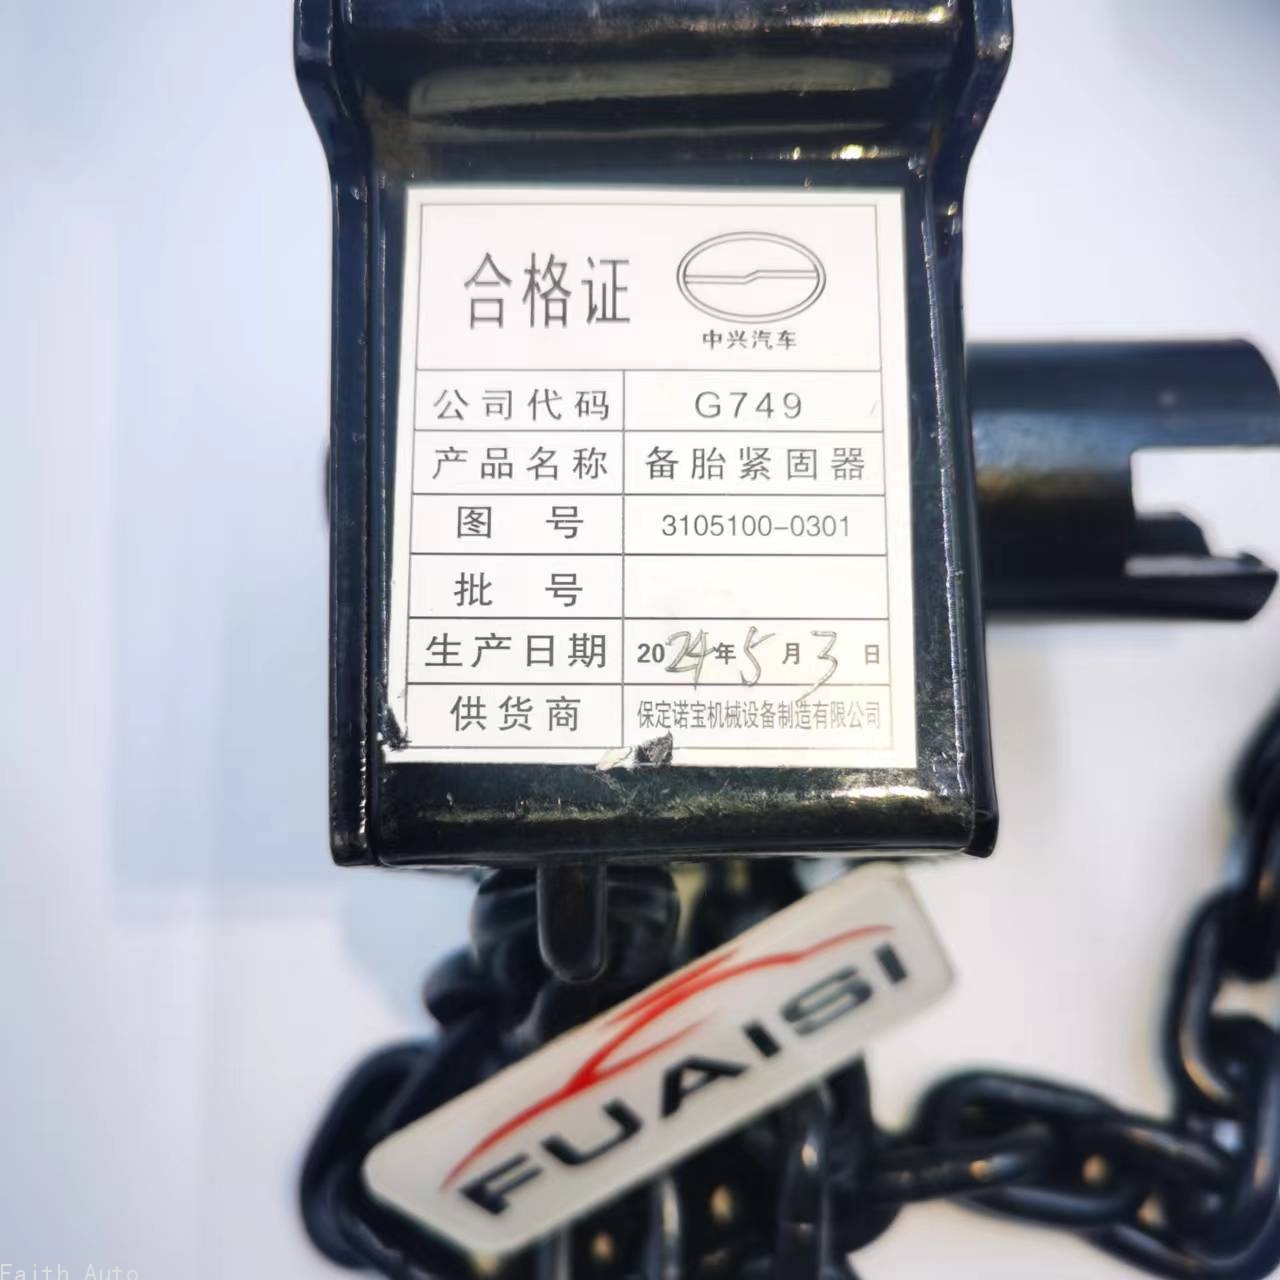 合格证
中兴汽车
公司代码 G749
产品名称 备胎紧固器
图号 3105100-0301
批号
生产日期 2024年5月3日
供货商 保定诺宝机械设备制造有限公司
FUAISI
Faith Auto